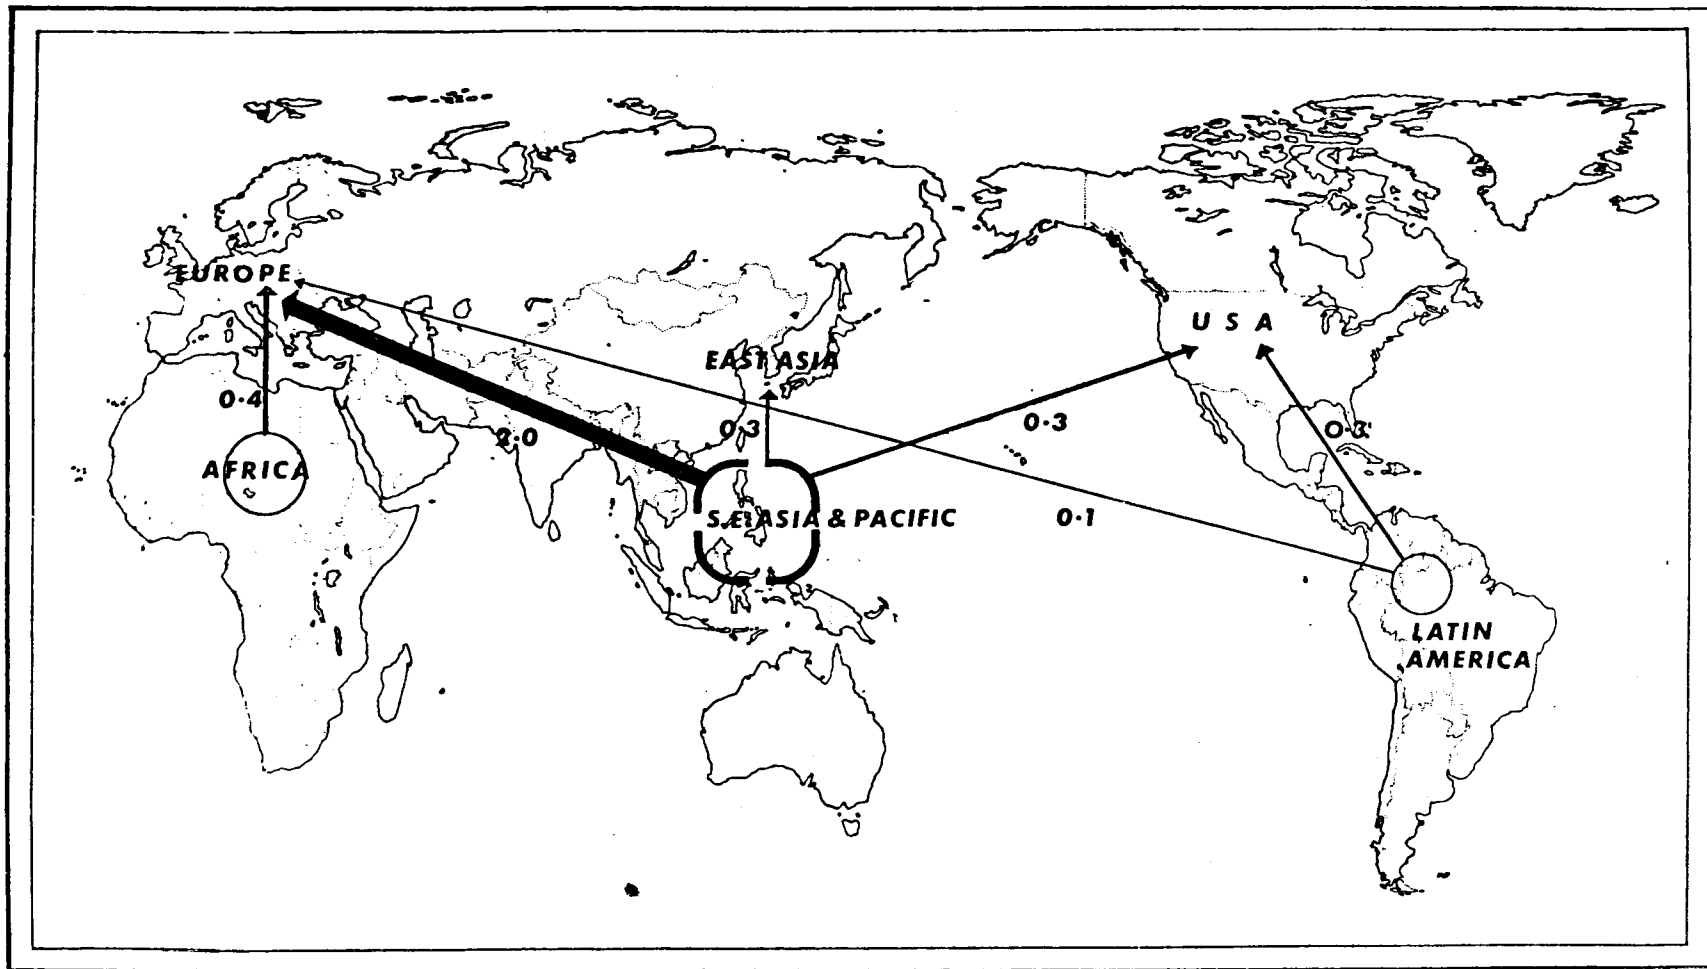 EUROPE
U S A
EAST ASIA
0·4
2·0
0·3
0·3
0·3
AFRICA
S.E. ASIA & PACIFIC
0·1
LATIN
AMERICA